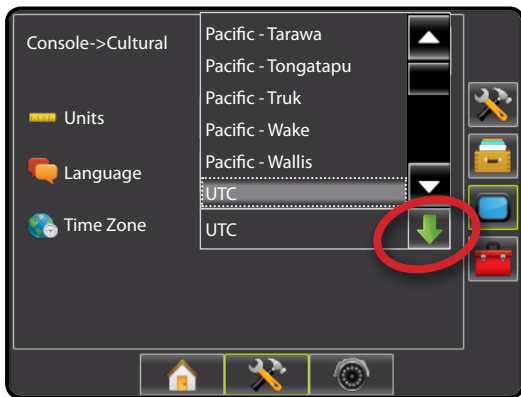 Console->Cultural
Units
Language
Time Zone
Pacific - Tarawa
Pacific - Tongatapu
Pacific - Truk
Pacific - Wake
Pacific - Wallis
UTC
UTC